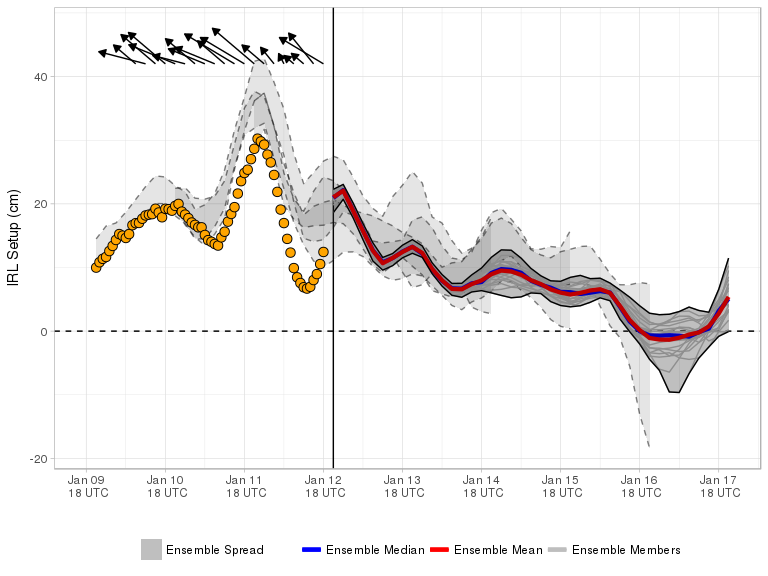 IRL Setup (cm)
40
20
0
-20
Jan 09 Jan 10 Jan 11 Jan 12 Jan 13 Jan 14 Jan 15 Jan 16 Jan 17
18 UTC 18 UTC 18 UTC 18 UTC 18 UTC 18 UTC 18 UTC 18 UTC 18 UTC
Ensemble Spread Ensemble Median Ensemble Mean Ensemble Members